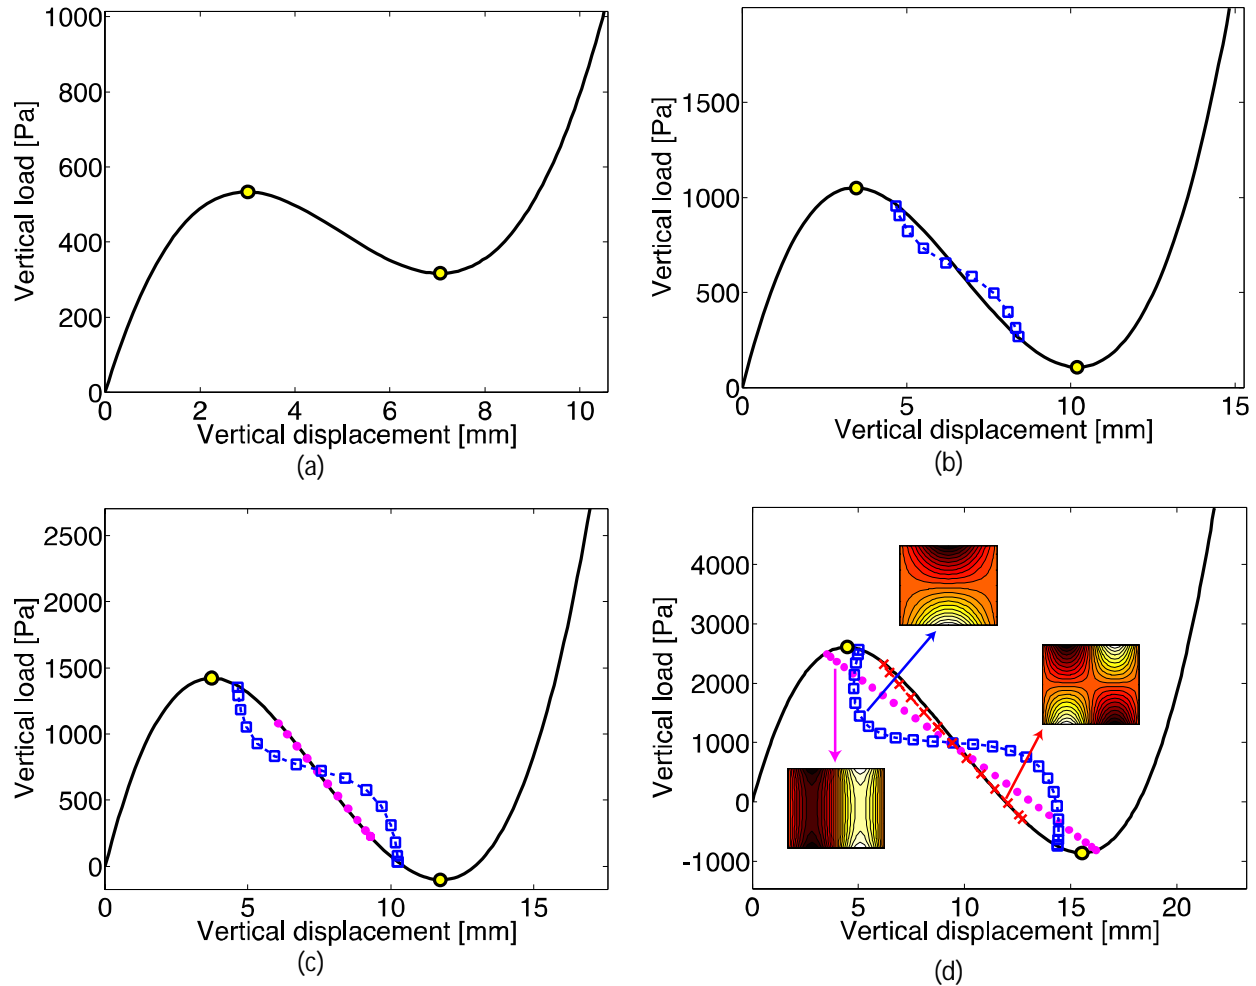 1000
800
600
400
200
0
Vertical load [Pa]
0 2 4 6 8 10
Vertical displacement [mm]
(a)
1500
1000
500
0
Vertical load [Pa]
0 5 10 15
Vertical displacement [mm]
(b)
2500
2000
1500
1000
500
0
Vertical load [Pa]
0 5 10 15
Vertical displacement [mm]
(c)
4000
3000
2000
1000
0
-1000
Vertical load [Pa]
0 5 10 15 20
Vertical displacement [mm]
(d)